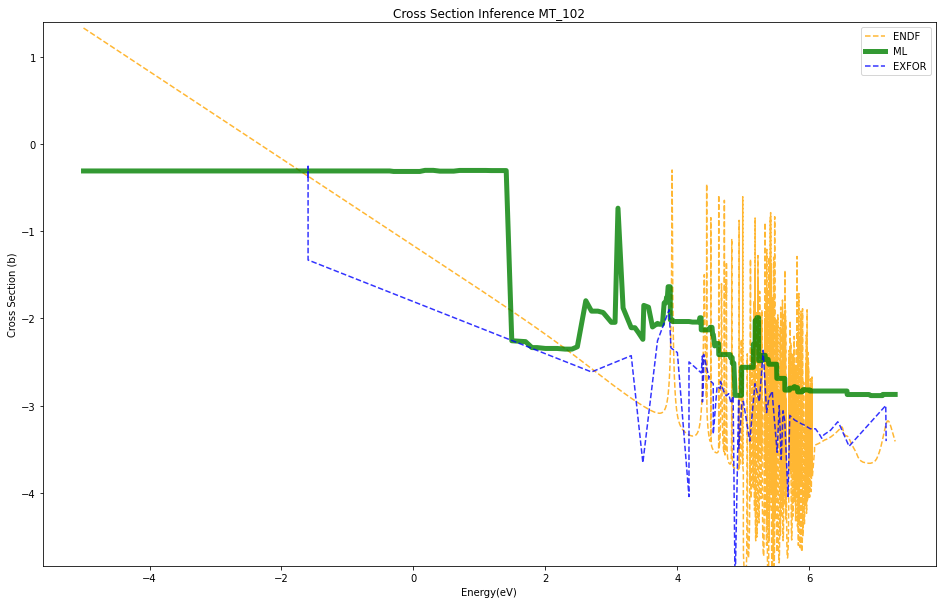 Cross Section Inference MT_102
ENDF
ML
EXFOR
Cross Section (b)
1
0
−1
−2
−3
−4
−4
−2
0
2
4
6
Energy(eV)